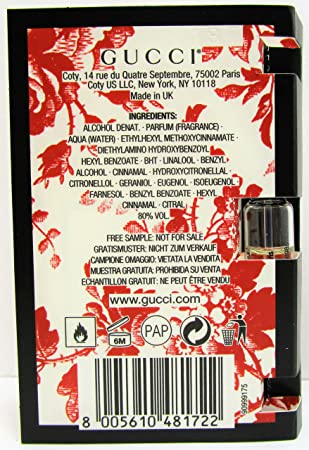 GUCCI
Coty, 14 rue du Quatre Septembre, 75002 Paris
Coty US LLC, New York, NY 10118
Made in UK
INGREDIENTS:
ALCOHOL DENAT. · PARFUM (FRAGRANCE) ·
AQUA (WATER) · ETHYLHEXYL METHOXYCINNAMATE ·
DIETHYLAMINO HYDROXYBENZOYL
HEXYL BENZOATE · BHT · LINALOOL · BENZYL
ALCOHOL · CINNAMAL · HYDROXYCITRONELLAL ·
CITRONELLOL · GERANIOL · EUGENOL · ISOEUGENOL ·
FARNESOL · BENZYL BENZOATE · HEXYL
CINNAMAL · CITRAL
80% VOL.
FREE SAMPLE: NOT FOR SALE
GRATISMUSTER: NICHT ZUM VERKAUF
CAMPIONE OMAGGIO: VIETATA LA VENDITA
MUESTRA GRATUITA: PROHIBIDA SU VENTA
ECHANTILLON GRATUIT: NE PEUT ÊTRE VENDU
www.gucci.com
6M
PAP
90999175
8 005610 481722